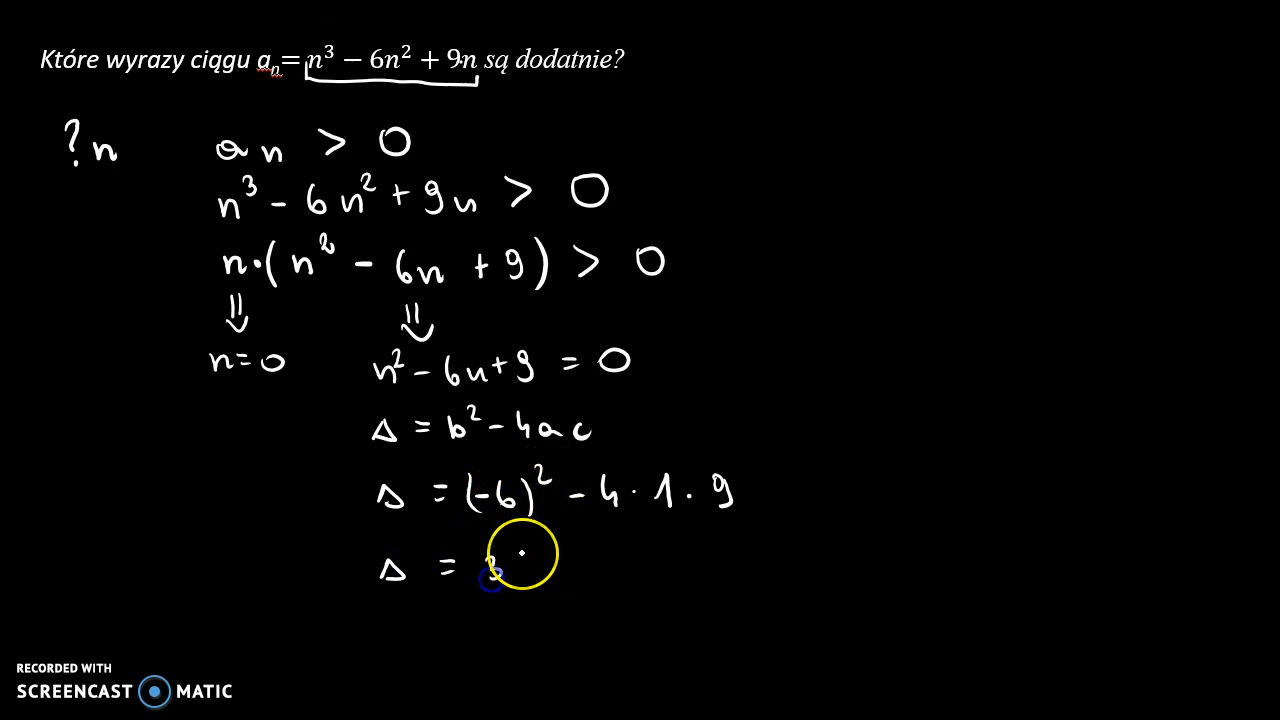 Które wyrazy ciągu aₙ= n³ − 6n² + 9n są dodatnie?
? n aₙ > 0
n³ - 6n² + 9n > 0
n·(n² - 6n + 9) > 0
⇓ ⇓
n=0 n² - 6n + 9 = 0
Δ = b² - 4ac
Δ = (-6)² - 4 · 1 · 9
Δ = 3
RECORDED WITH
SCREENCAST MATIC